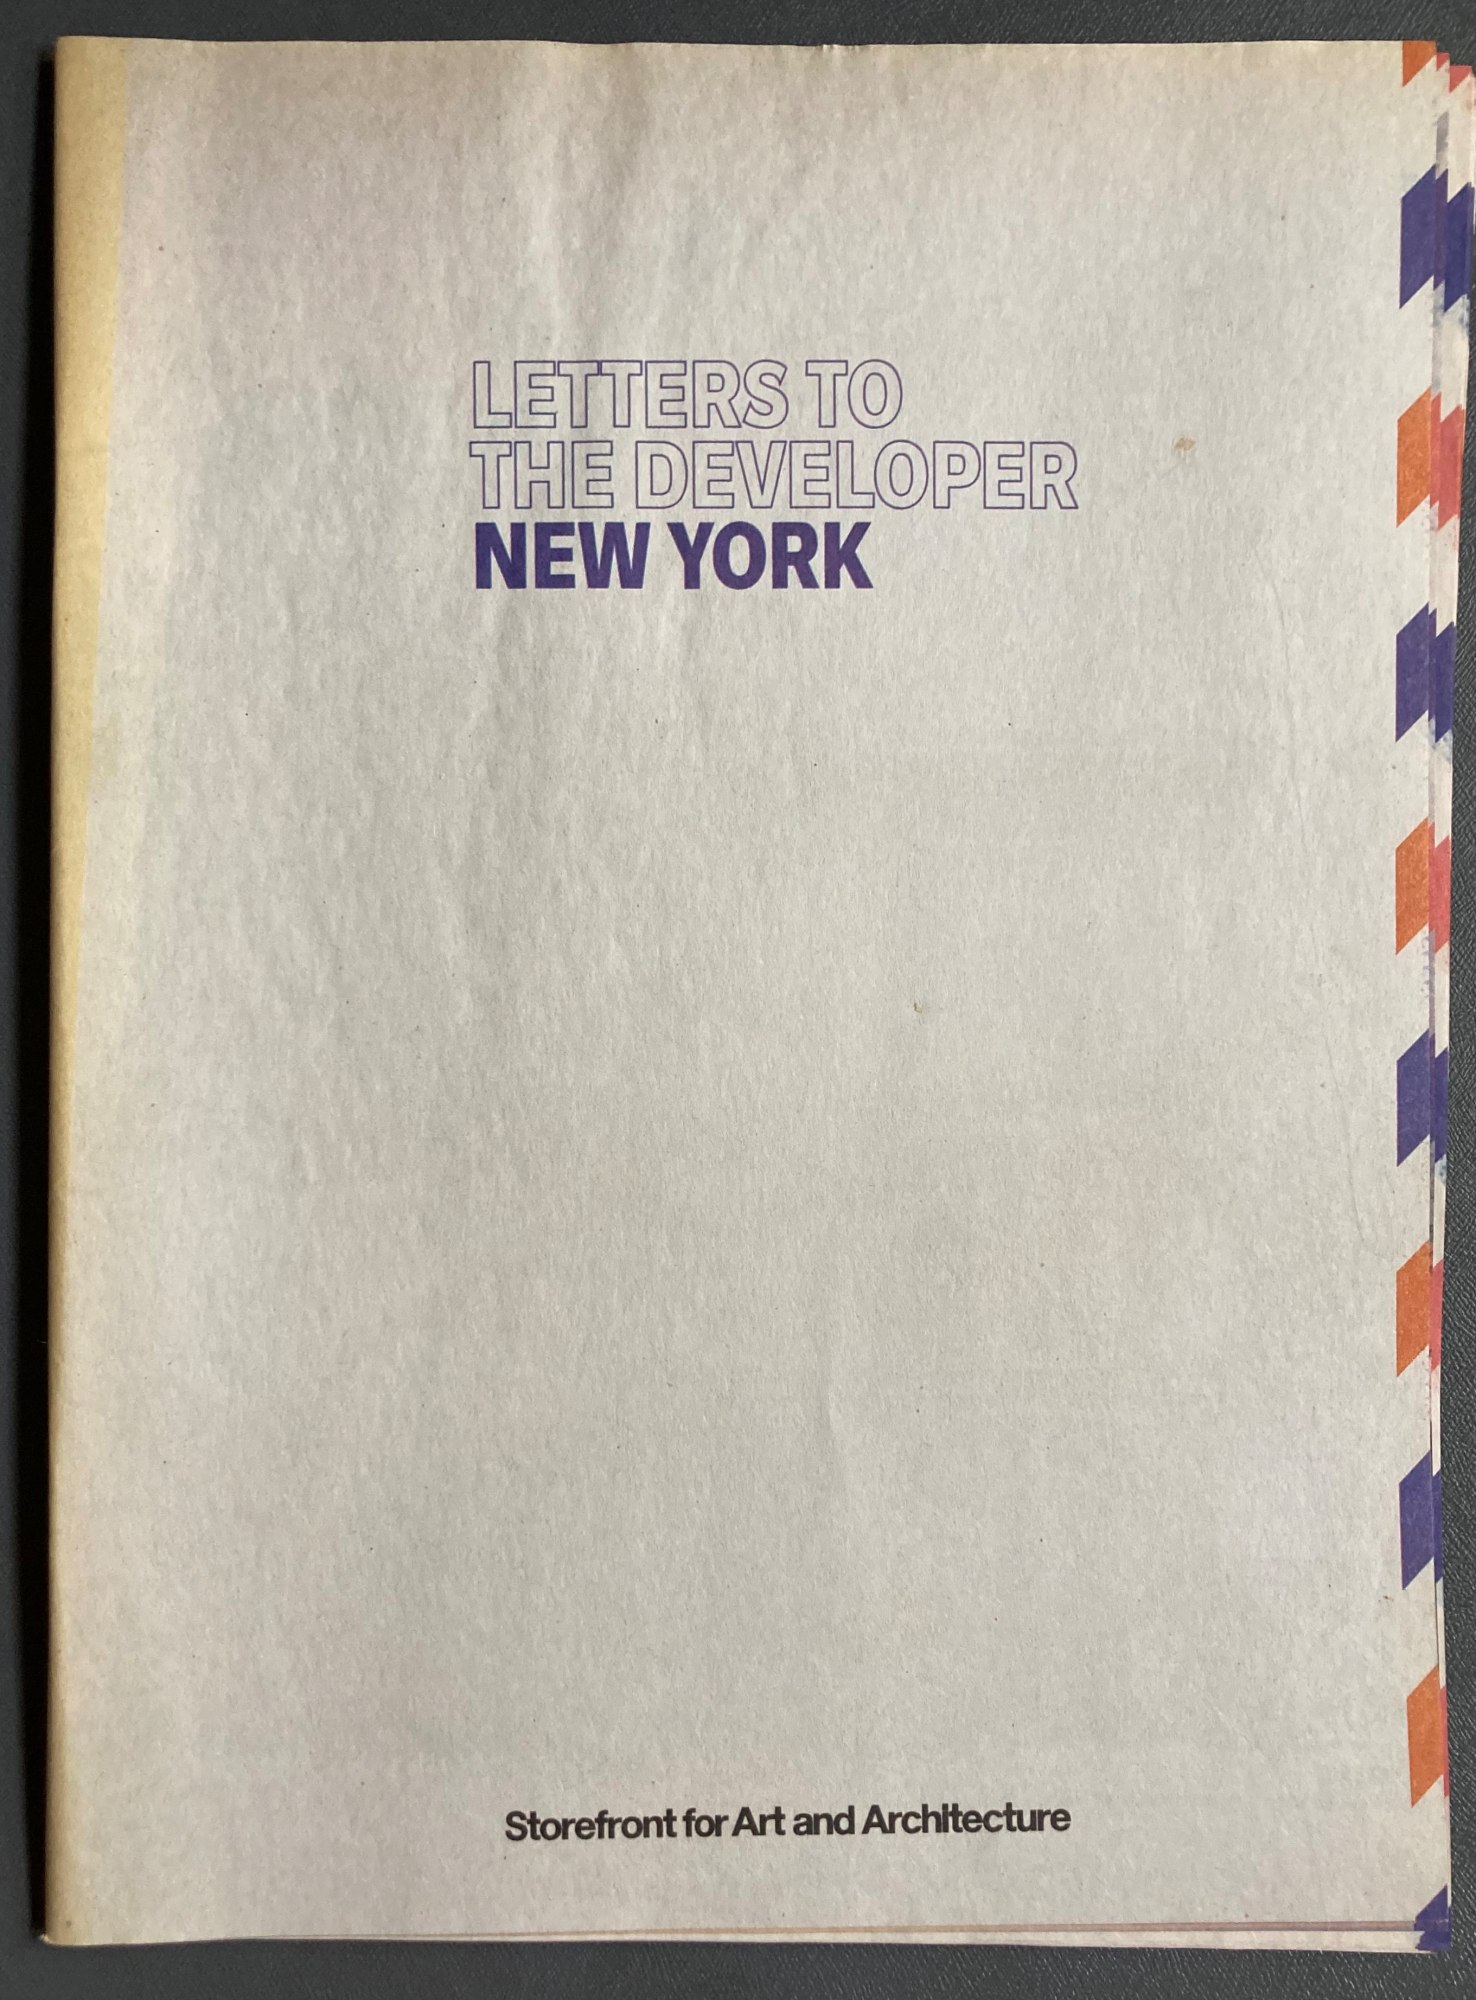 LETTERS TO
THE DEVELOPER
NEW YORK
Storefront for Art and Architecture